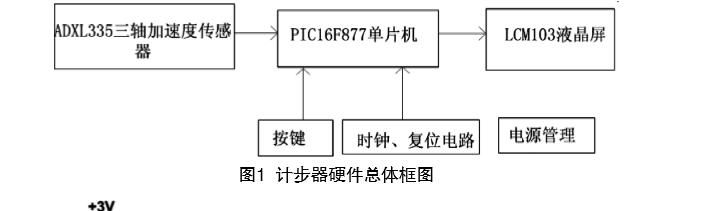 ADXL335三轴加速度传感
器
PIC16F877单片机
LCM103液晶屏
按键
时钟、复位电路
电源管理
图1 计步器硬件总体框图
+3V